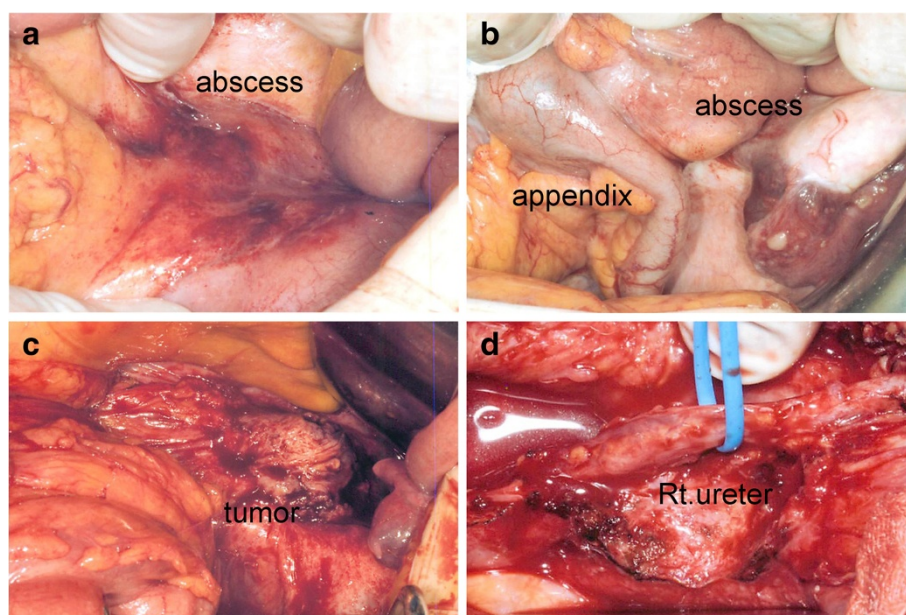 a
abscess
b
abscess
appendix
c
tumor
d
Rt.ureter